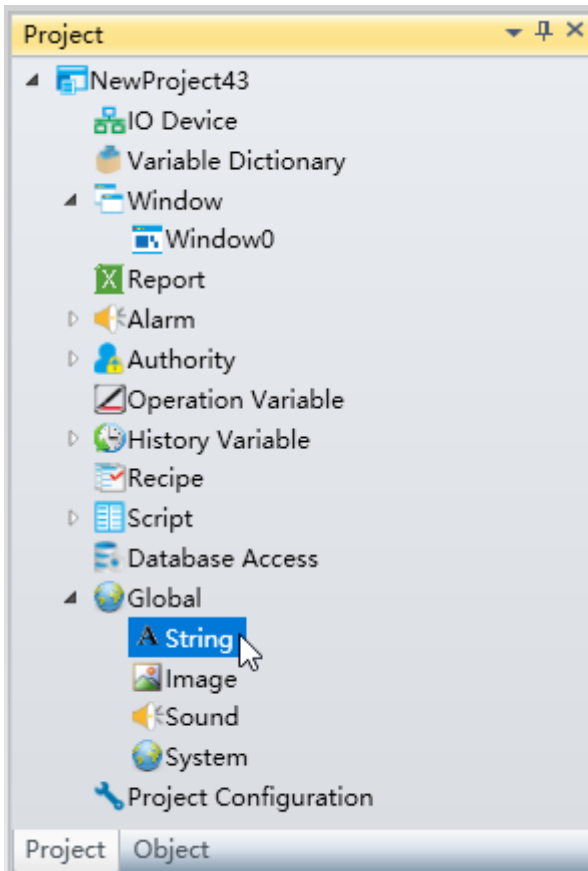 Project
NewProject43
IO Device
Variable Dictionary
Window
Window0
Report
Alarm
Authority
Operation Variable
History Variable
Recipe
Script
Database Access
Global
String
Image
Sound
System
Project Configuration
Project Object